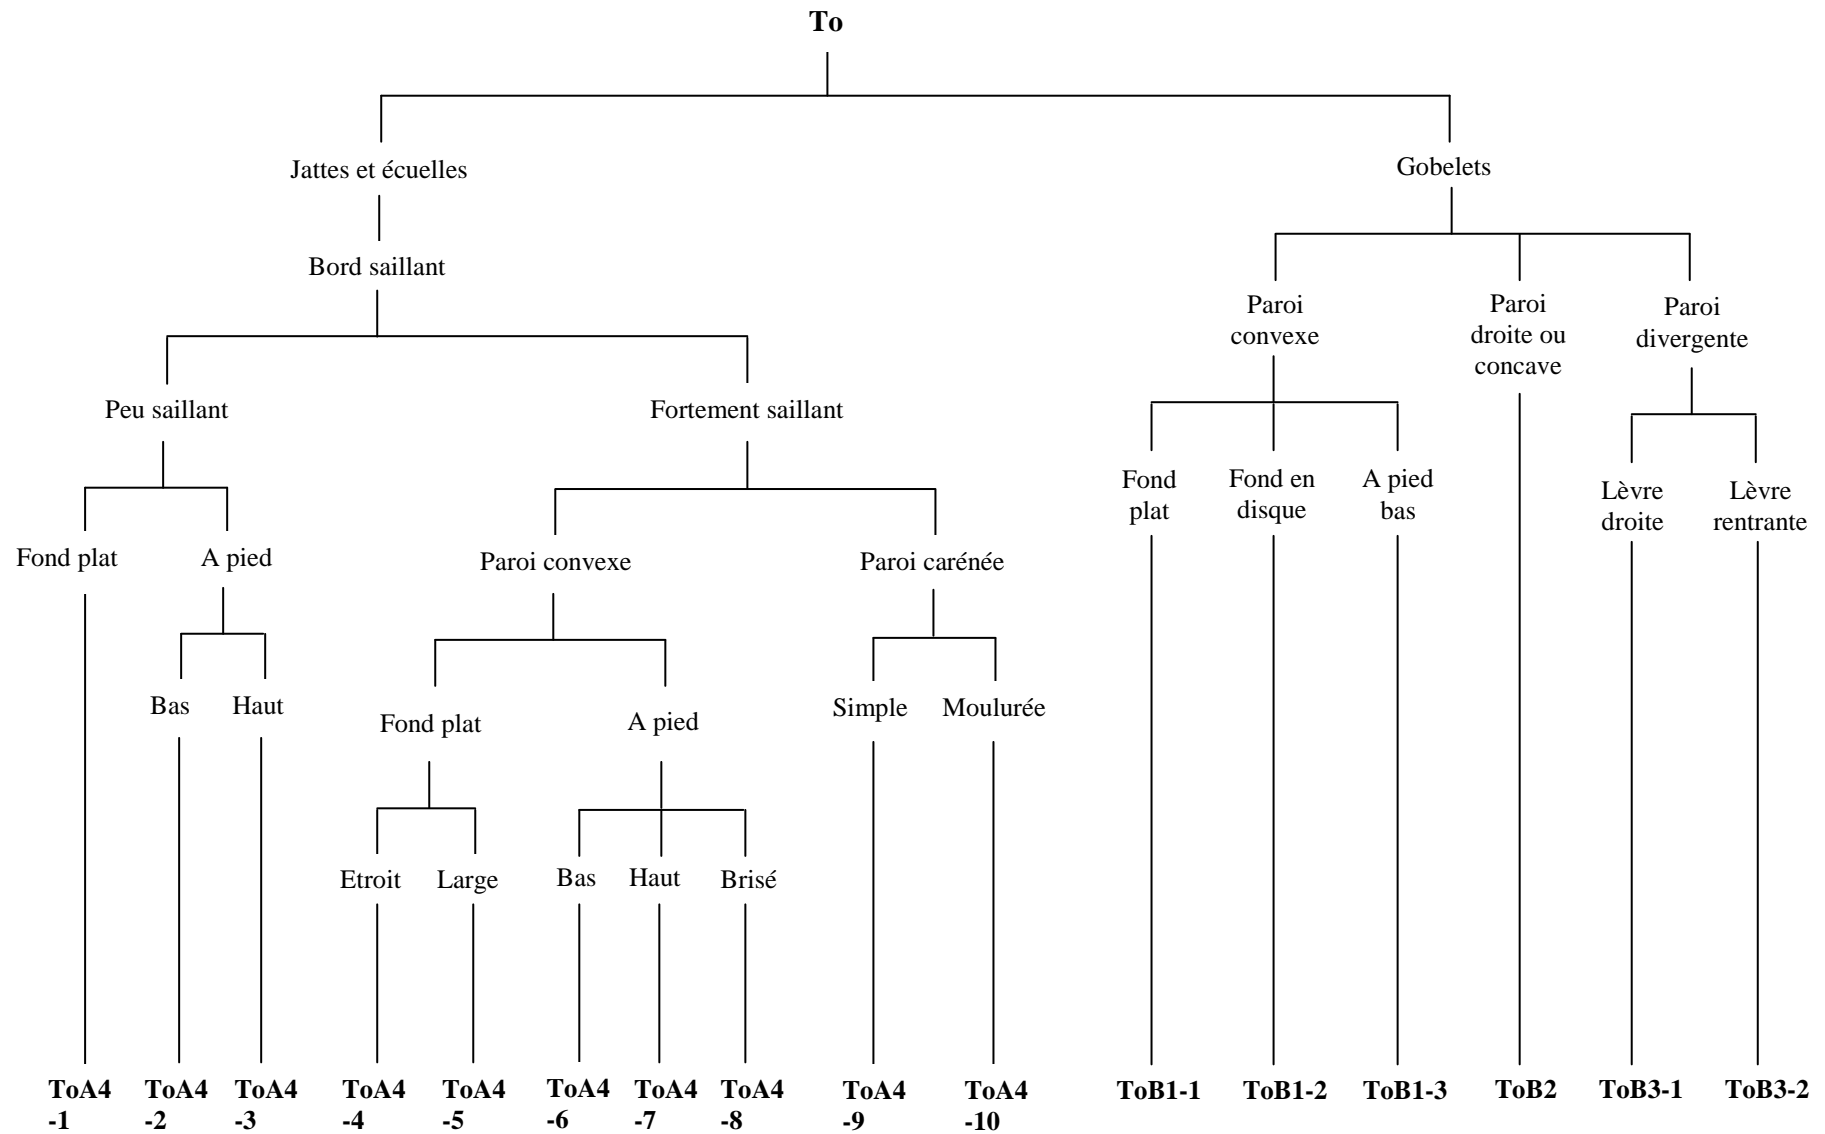 To
Jattes et écuelles
Gobelets
Bord saillant
Paroi
convexe
Paroi
droite ou
concave
Paroi
divergente
Peu saillant
Fortement saillant
Fond
plat
Fond en
disque
A pied
bas
Lèvre
droite
Lèvre
rentrante
Fond plat
A pied
Paroi convexe
Paroi carénée
Bas
Haut
Simple
Moulurée
Fond plat
A pied
Etroit
Large
Bas
Haut
Brisé
ToA4
-1
ToA4
-2
ToA4
-3
ToA4
-4
ToA4
-5
ToA4
-6
ToA4
-7
ToA4
-8
ToA4
-9
ToA4
-10
ToB1-1
ToB1-2
ToB1-3
ToB2
ToB3-1
ToB3-2